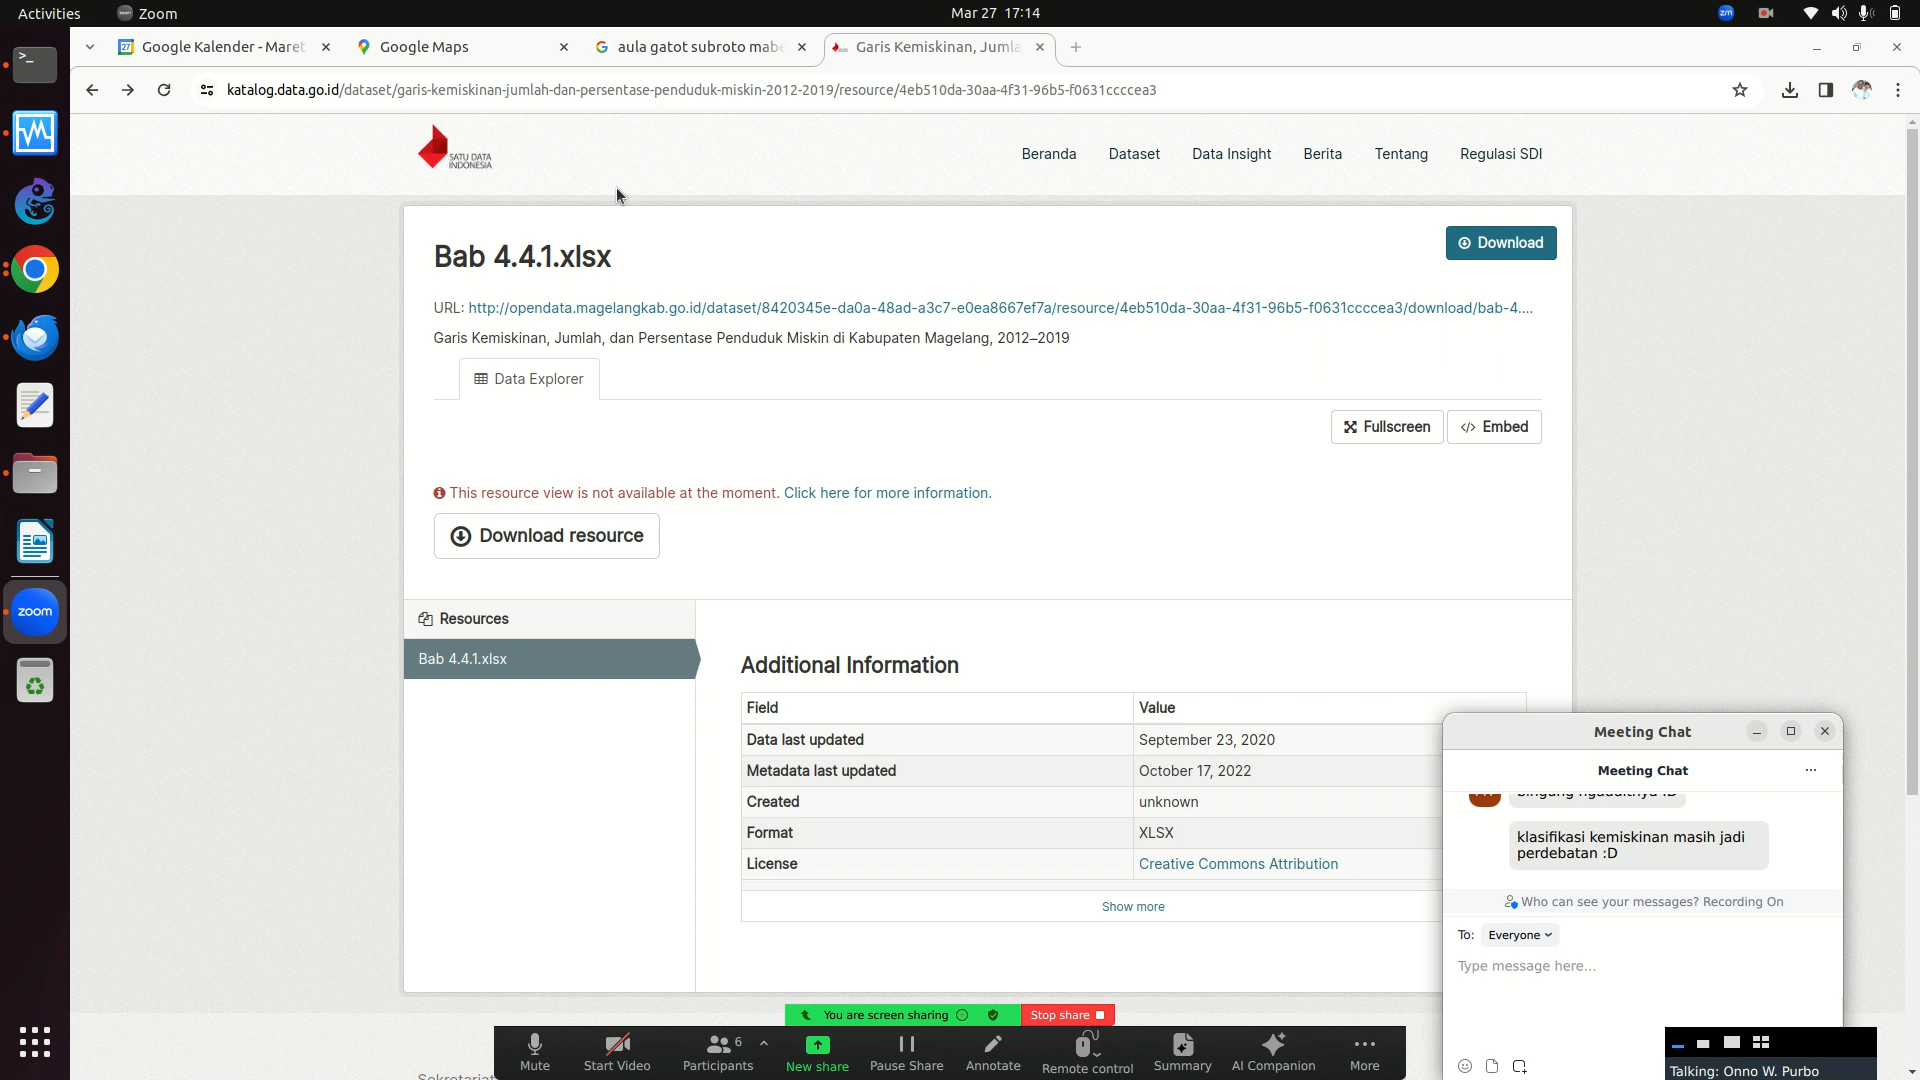 Activities
Zoom
Mar 27 17:14
zm
Google Kalender - Maret
Google Maps
aula gatot subroto mabe
Garis Kemiskinan, Jumla
katalog.data.go.id/dataset/garis-kemiskinan-jumlah-dan-persentase-penduduk-miskin-2012-2019/resource/4eb510da-30aa-4f31-96b5-f0631ccccea3
SATU DATA
INDONESIA
Beranda
Dataset
Data Insight
Berita
Tentang
Regulasi SDI
Bab 4.4.1.xlsx
Download
URL: http://opendata.magelangkab.go.id/dataset/8420345e-da0a-48ad-a3c7-e0ea8667ef7a/resource/4eb510da-30aa-4f31-96b5-f0631ccccea3/download/bab-4....
Garis Kemiskinan, Jumlah, dan Persentase Penduduk Miskin di Kabupaten Magelang, 2012–2019
Data Explorer
Fullscreen
</> Embed
This resource view is not available at the moment. Click here for more information.
Download resource
Resources
Bab 4.4.1.xlsx
Additional Information
Field Value
Data last updated September 23, 2020
Metadata last updated October 17, 2022
Created unknown
Format XLSX
License Creative Commons Attribution
Show more
zoom
Meeting Chat
Meeting Chat
klasifikasi kemiskinan masih jadi
perdebatan :D
Who can see your messages? Recording On
To: Everyone
Type message here...
You are screen sharing
Stop share
Mute
Start Video
Participants 6
New share
Pause Share
Annotate
Remote control
Summary
AI Companion
More
Talking: Onno W. Purbo